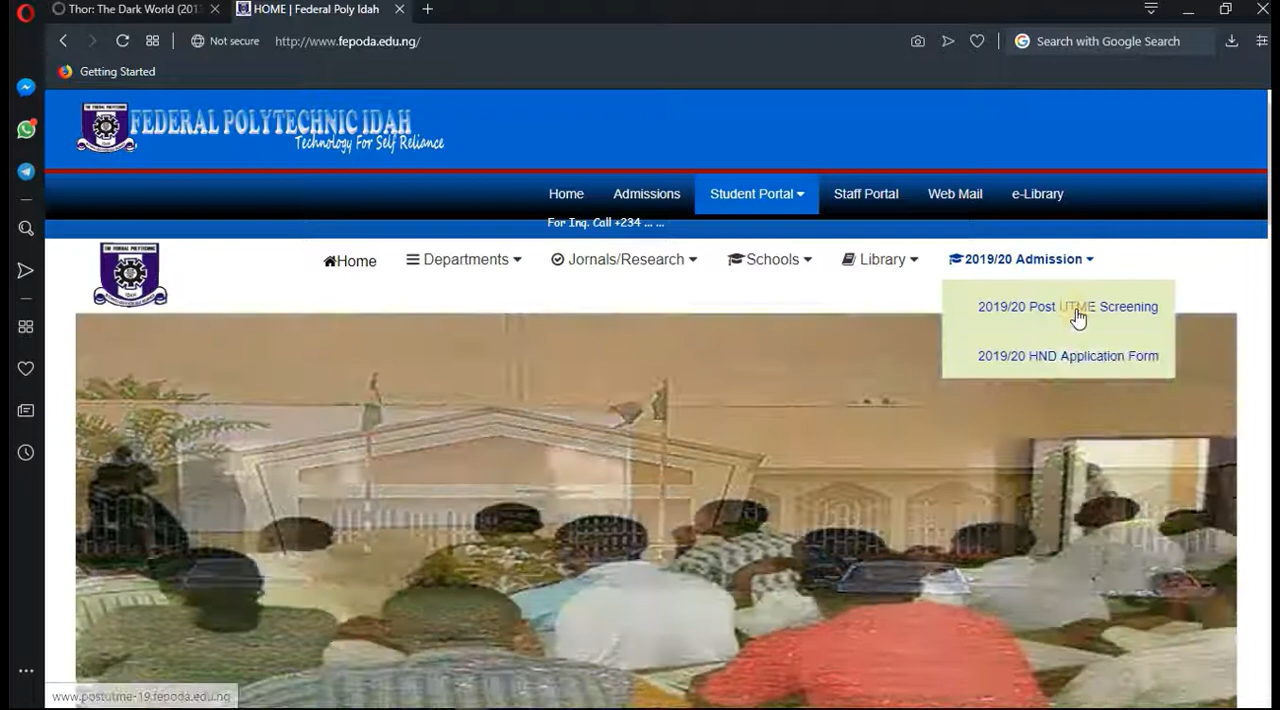 Thor: The Dark World (201
HOME | Federal Poly Idah
Not secure
http://www.fepoda.edu.ng/
Search with Google Search
Getting Started
FEDERAL POLYTECHNIC IDAH
Technology For Self Reliance
Home
Admissions
Student Portal
Staff Portal
Web Mail
e-Library
For Inq. Call +234 ... ...
Home
Departments
Jornals/Research
Schools
Library
2019/20 Admission
2019/20 Post UTME Screening
2019/20 HND Application Form
www.postutme-19.fepoda.edu.ng